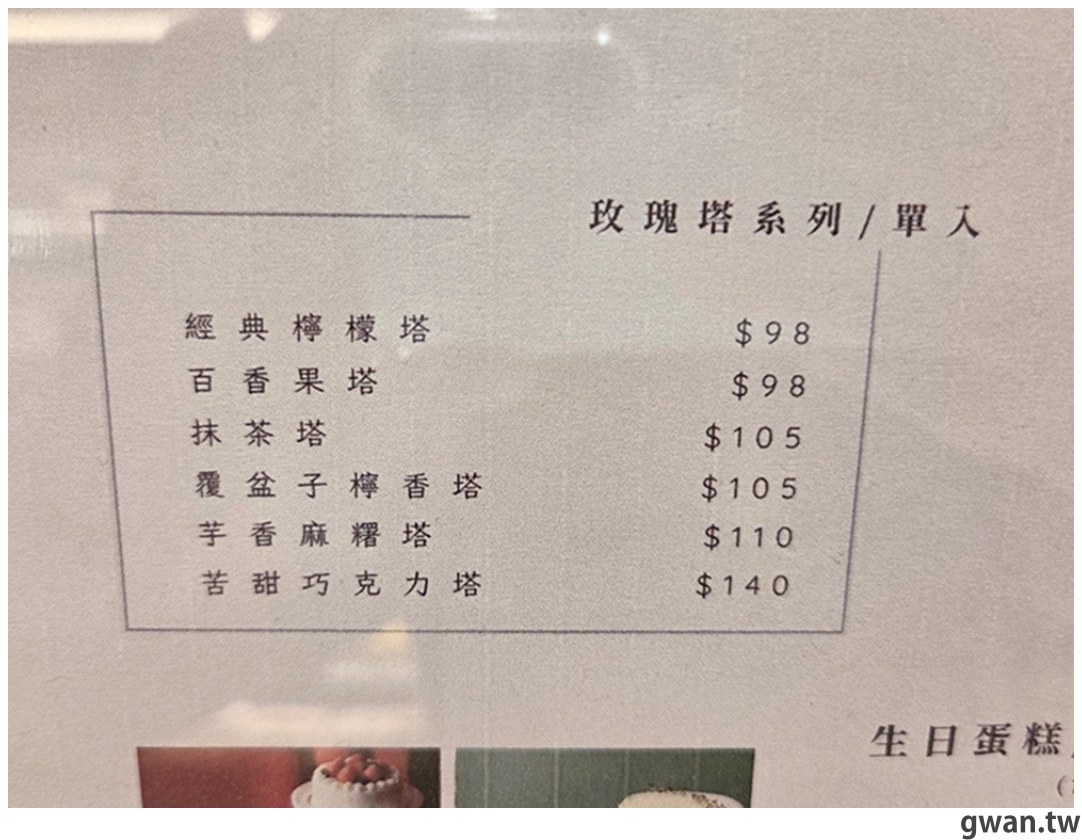 玫瑰塔系列/單入
經典檸檬塔 $98
百香果塔 $98
抹茶塔 $105
覆盆子檸香塔 $105
芋香麻糬塔 $110
苦甜巧克力塔 $140
生日蛋糕
gwan.tw